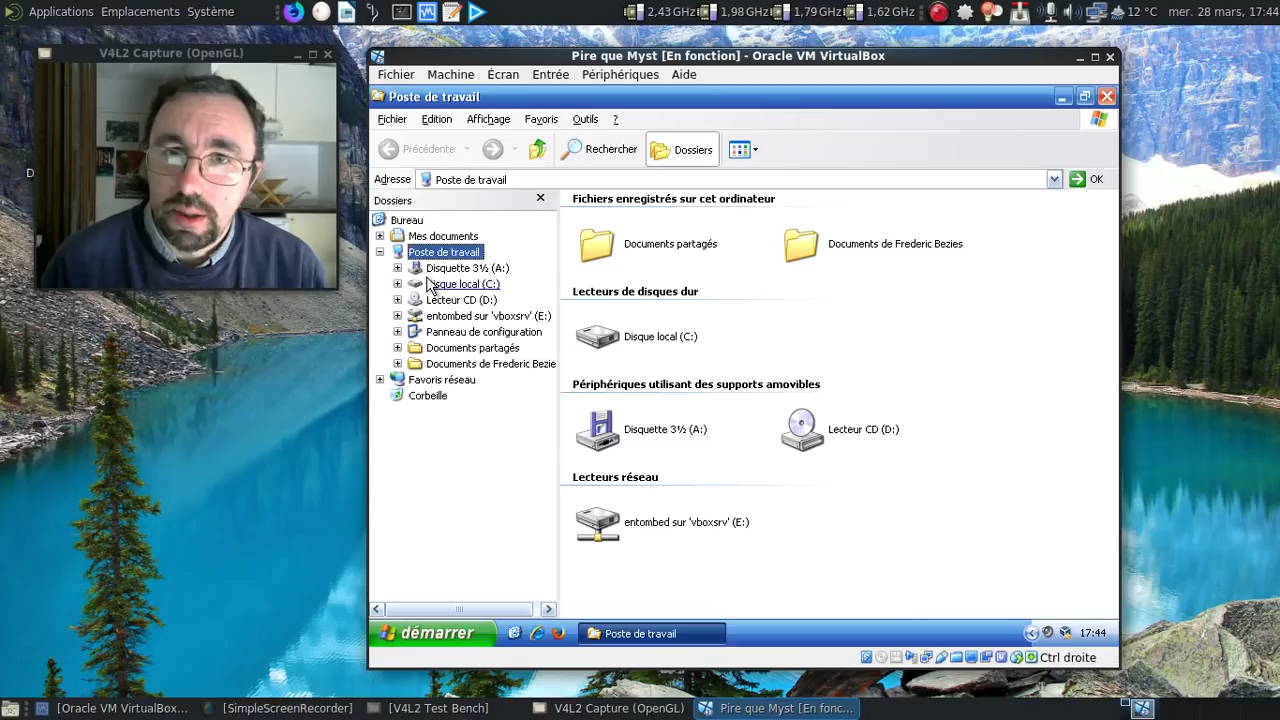 Applications Emplacements Système
2,43 GHz 1,98 GHz 1,79 GHz 1,62 GHz 12 °C mer. 28 mars, 17:44
V4L2 Capture (OpenGL)
Pire que Myst [En fonction] - Oracle VM VirtualBox
Fichier Machine Écran Entrée Périphériques Aide
Poste de travail
Fichier Edition Affichage Favoris Outils ?
Précédente Rechercher Dossiers
Adresse Poste de travail OK
Dossiers
Bureau
Mes documents
Poste de travail
Disquette 3½ (A:)
Disque local (C:)
Lecteur CD (D:)
entombed sur 'vboxsrv' (E:)
Panneau de configuration
Documents partagés
Documents de Frederic Bezie
Favoris réseau
Corbeille
Fichiers enregistrés sur cet ordinateur
Documents partagés Documents de Frederic Bezies
Lecteurs de disques dur
Disque local (C:)
Périphériques utilisant des supports amovibles
Disquette 3½ (A:) Lecteur CD (D:)
Lecteurs réseau
entombed sur 'vboxsrv' (E:)
démarrer Poste de travail 17:44
Ctrl droite
[Oracle VM VirtualBox... [SimpleScreenRecorder] [V4L2 Test Bench] V4L2 Capture (OpenGL) Pire que Myst [En fonc...